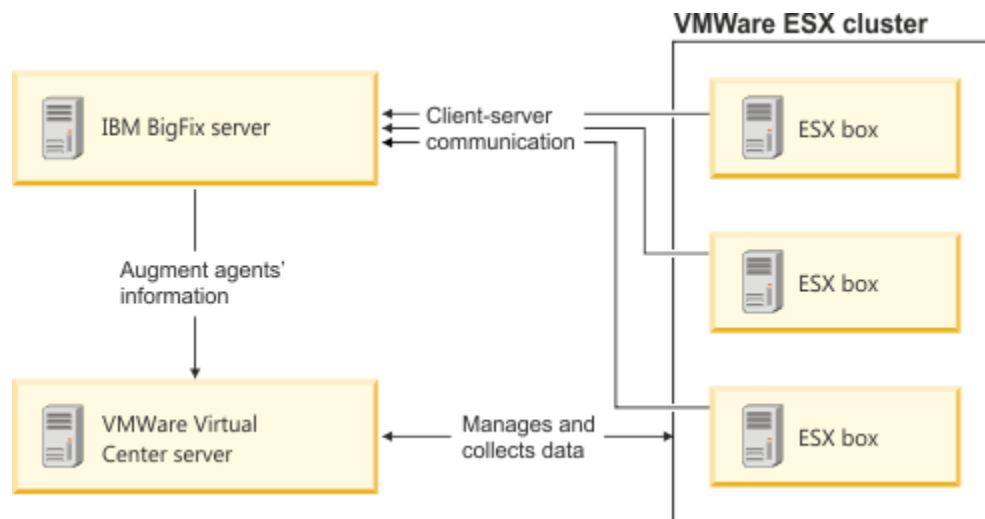 VMWare ESX cluster
IBM BigFix server
Client-server
communication
ESX box
Augment agents'
information
ESX box
VMWare Virtual
Center server
Manages and
collects data
ESX box